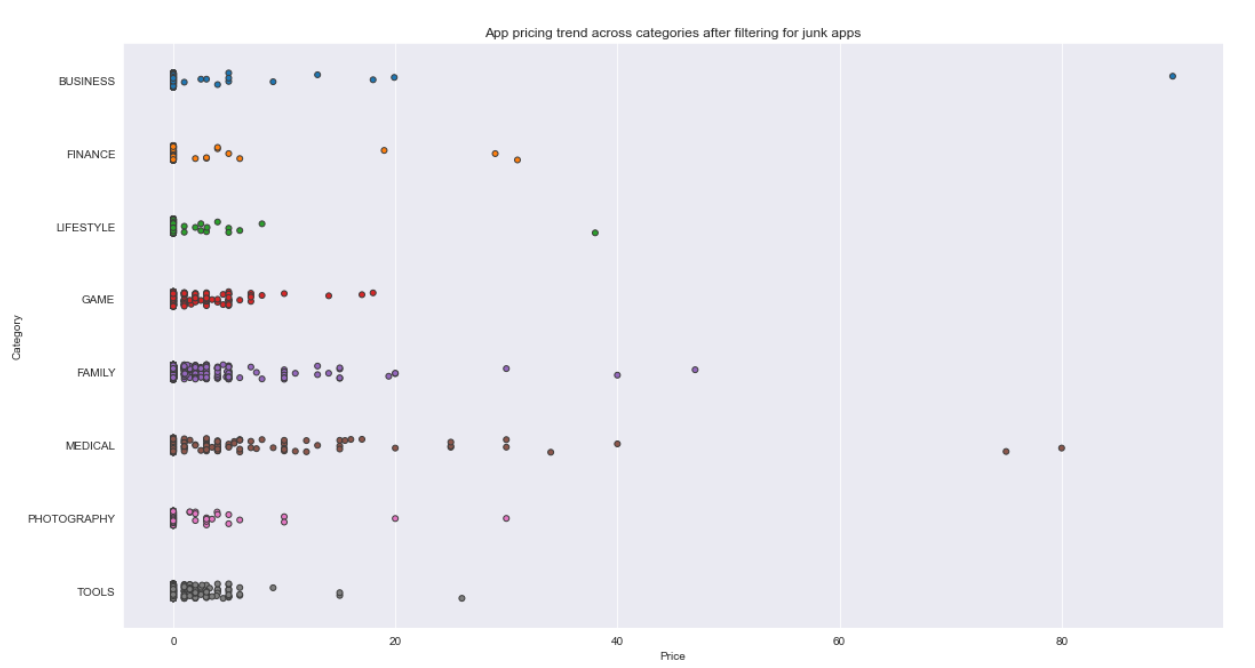 App pricing trend across categories after filtering for junk apps
BUSINESS
FINANCE
LIFESTYLE
GAME
Category
FAMILY
MEDICAL
PHOTOGRAPHY
TOOLS
0 20 40 60 80
Price